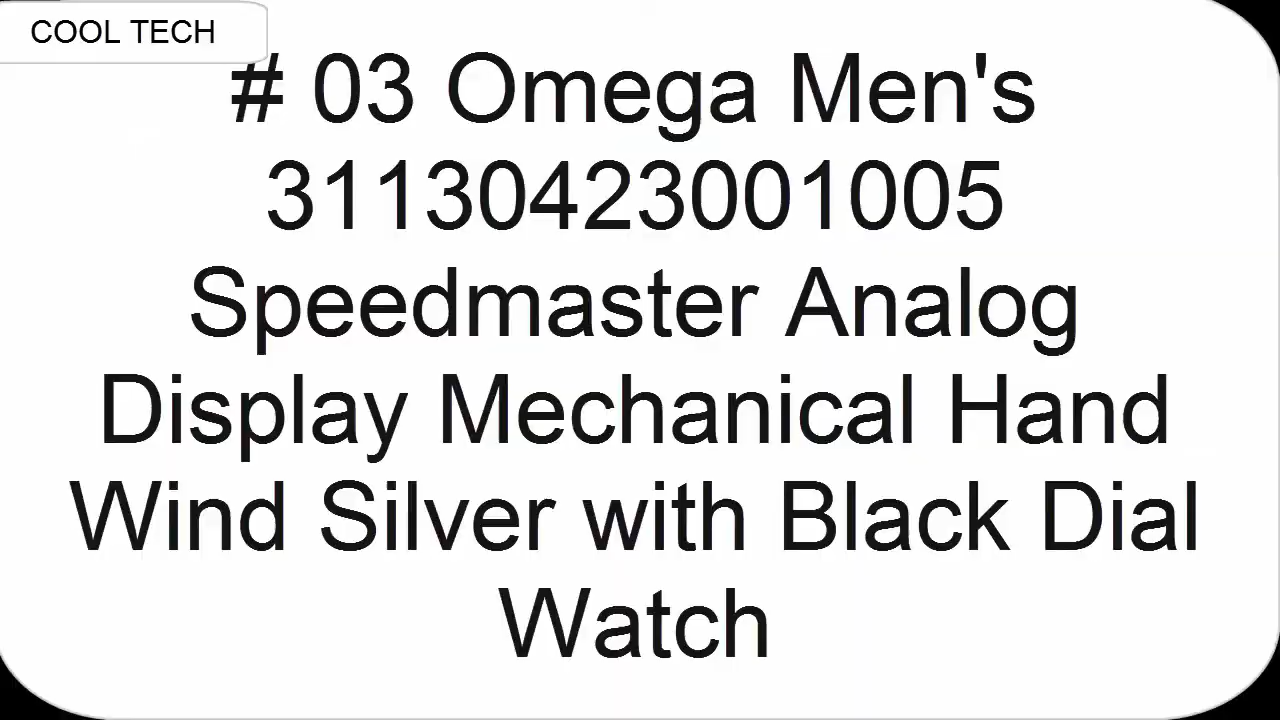 COOL TECH
# 03 Omega Men's
31130423001005
Speedmaster Analog
Display Mechanical Hand
Wind Silver with Black Dial
Watch